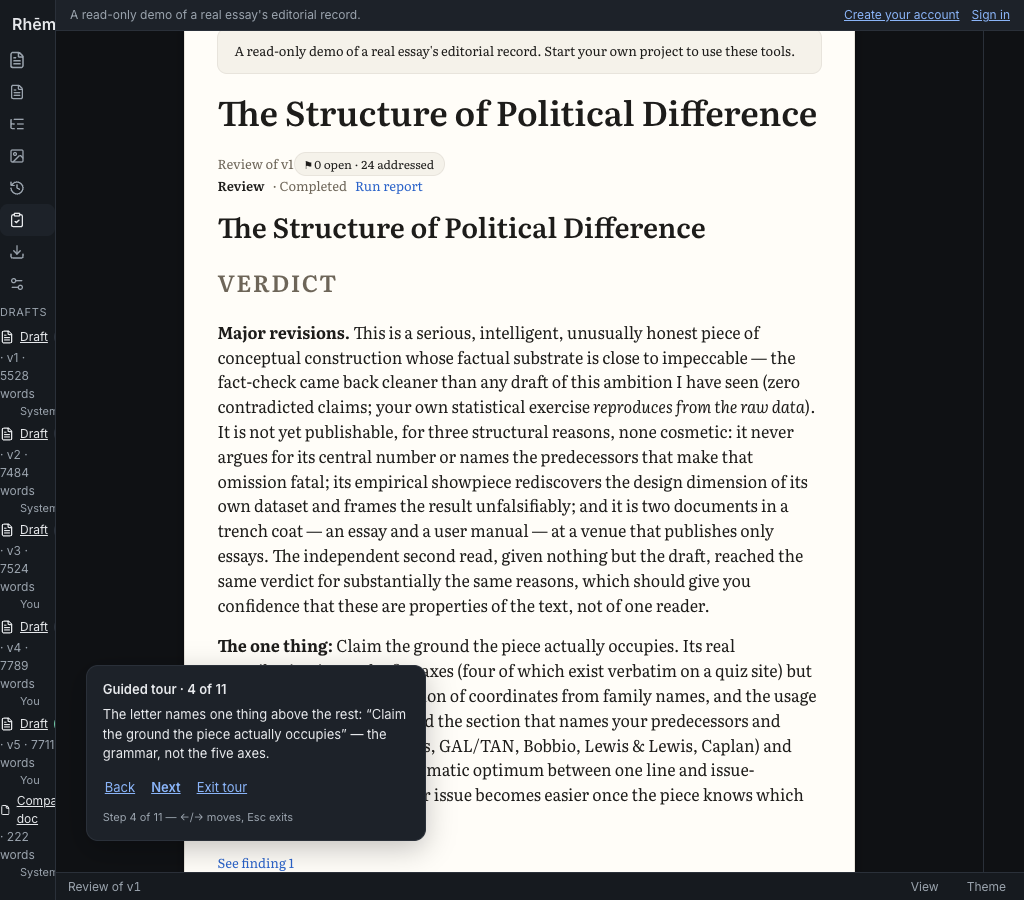 A read-only demo of a real essay's editorial record.
Create your account
Sign in
Rhēm
DRAFTS
Draft
· v1 ·
5528
words
System
Draft
· v2 ·
7484
words
System
Draft
· v3 ·
7524
words
You
Draft
· v4 ·
7789
words
You
Draft
· v5 · 7711
words
You
Compa
doc
· 222
words
System
A read-only demo of a real essay's editorial record. Start your own project to use these tools.
The Structure of Political Difference
Review of v1 0 open · 24 addressed
Review · Completed Run report
The Structure of Political Difference
VERDICT
Major revisions. This is a serious, intelligent, unusually honest piece of
conceptual construction whose factual substrate is close to impeccable — the
fact-check came back cleaner than any draft of this ambition I have seen (zero
contradicted claims; your own statistical exercise reproduces from the raw data).
It is not yet publishable, for three structural reasons, none cosmetic: it never
argues for its central number or names the predecessors that make that
omission fatal; its empirical showpiece rediscovers the design dimension of its
own dataset and frames the result unfalsifiably; and it is two documents in a
trench coat — an essay and a user manual — at a venue that publishes only
essays. The independent second read, given nothing but the draft, reached the
same verdict for substantially the same reasons, which should give you
confidence that these are properties of the text, not of one reader.
The one thing: Claim the ground the piece actually occupies. Its real
axes (four of which exist verbatim on a quiz site) but
on of coordinates from family names, and the usage
d the section that names your predecessors and
s, GAL/TAN, Bobbio, Lewis & Lewis, Caplan) and
matic optimum between one line and issue-
r issue becomes easier once the piece knows which
See finding 1
Guided tour · 4 of 11
The letter names one thing above the rest: “Claim
the ground the piece actually occupies” — the
grammar, not the five axes.
Back Next Exit tour
Step 4 of 11 — ←/→ moves, Esc exits
Review of v1
View
Theme